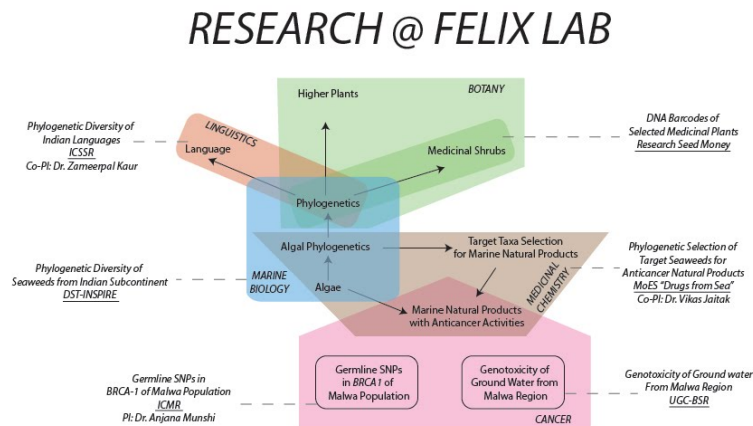 RESEARCH @ FELIX LAB
Higher Plants
BOTANY
Phylogenetic Diversity of
Indian Languages
ICSSR
Co-PI: Dr. Zameerpal Kaur
LINGUISTICS
Language
Medicinal Shrubs
DNA Barcodes of
Selected Medicinal Plants
Research Seed Money
Phylogenetics
Algal Phylogenetics
Target Taxa Selection
for Marine Natural Products
Phylogenetic Diversity of
Seaweeds from Indian Subcontinent
DST-INSPIRE
MARINE
BIOLOGY
Algae
MEDICINAL
CHEMISTRY
Phylogenetic Selection of
Target Seaweeds for
Anticancer Natural Products
MoES "Drugs from Sea"
Co-PI: Dr. Vikas Jaitak
Marine Natural Products
with Anticancer Activities
Germline SNPs in
BRCA-1 of Malwa Population
ICMR
PI: Dr. Anjana Munshi
Germline SNPs
in BRCA1 of
Malwa Population
Genotoxicity of
Ground Water from
Malwa Region
Genotoxicity of Ground water
From Malwa Region
UGC-BSR
CANCER